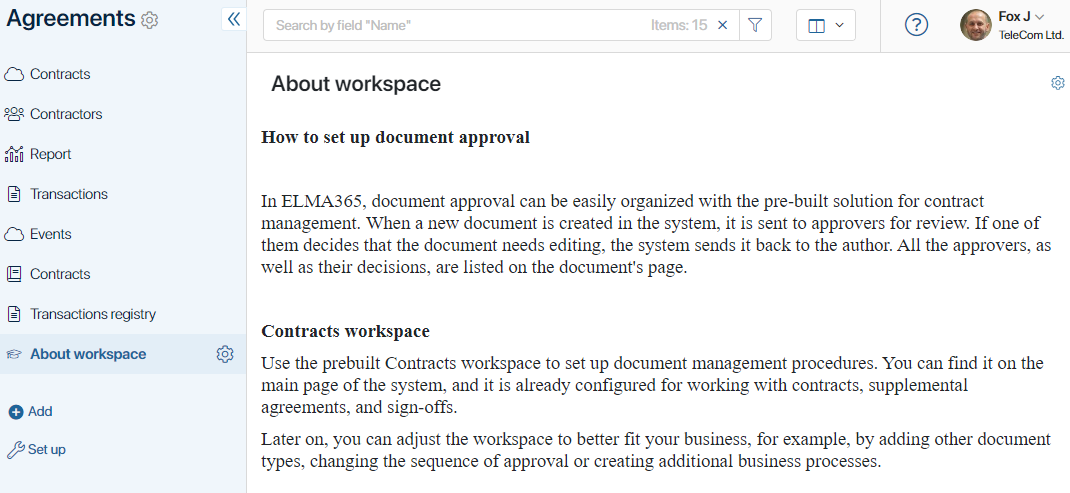 Agreements
Contracts
Contractors
Report
Transactions
Events
Contracts
Transactions registry
About workspace
Add
Set up
Search by field "Name" Items: 15
?
Fox J
TeleCom Ltd.
About workspace
How to set up document approval
In ELMA365, document approval can be easily organized with the pre-built solution for contract
management. When a new document is created in the system, it is sent to approvers for review. If one of
them decides that the document needs editing, the system sends it back to the author. All the approvers, as
well as their decisions, are listed on the document's page.
Contracts workspace
Use the prebuilt Contracts workspace to set up document management procedures. You can find it on the
main page of the system, and it is already configured for working with contracts, supplemental
agreements, and sign-offs.
Later on, you can adjust the workspace to better fit your business, for example, by adding other document
types, changing the sequence of approval or creating additional business processes.